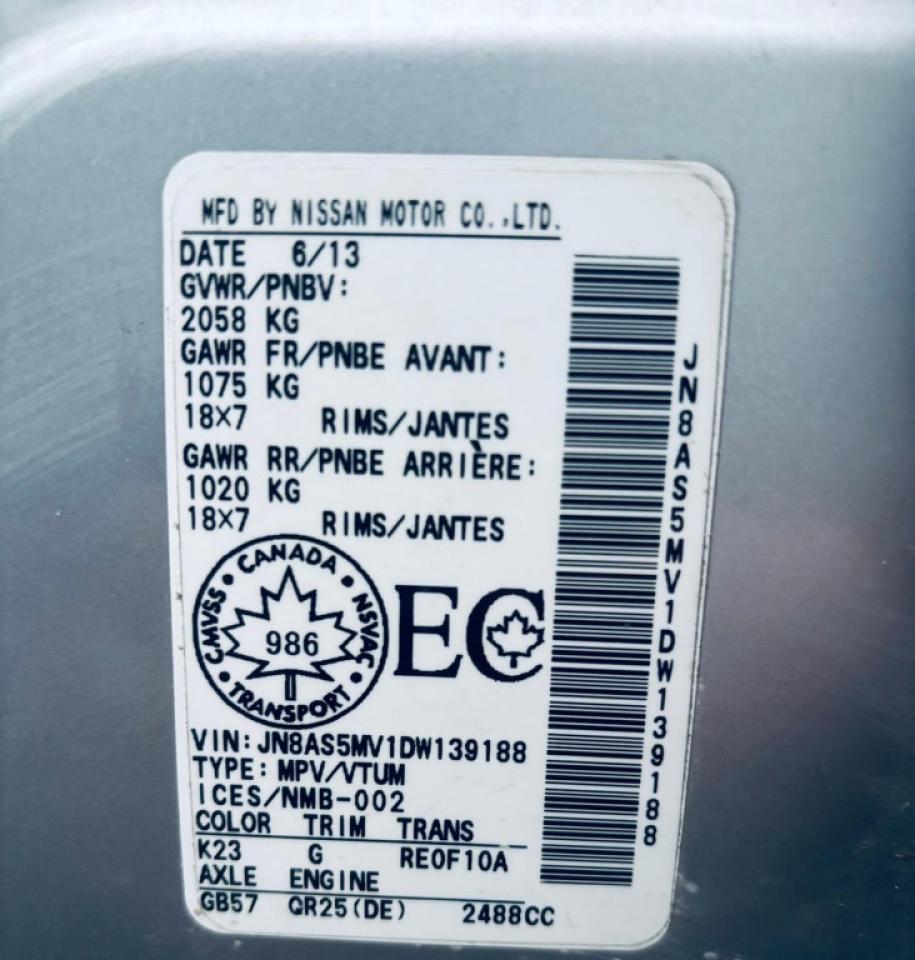 MFD BY NISSAN MOTOR CO.,LTD.
DATE 6/13
GVWR/PNBV:
2058 KG
GAWR FR/PNBE AVANT:
1075 KG
18×7 RIMS/JANTES
GAWR RR/PNBE ARRIÈRE:
1020 KG
18×7 RIMS/JANTES
CANADA
CMVSS • NSVAC
986
TRANSPORT
EC
VIN:JN8AS5MV1DW139188
TYPE:MPV/VTUM
ICES/NMB-002
COLOR TRIM TRANS
K23 G RE0F10A
AXLE ENGINE
GB57 QR25(DE) 2488CC
JN8AS5MV1DW139188